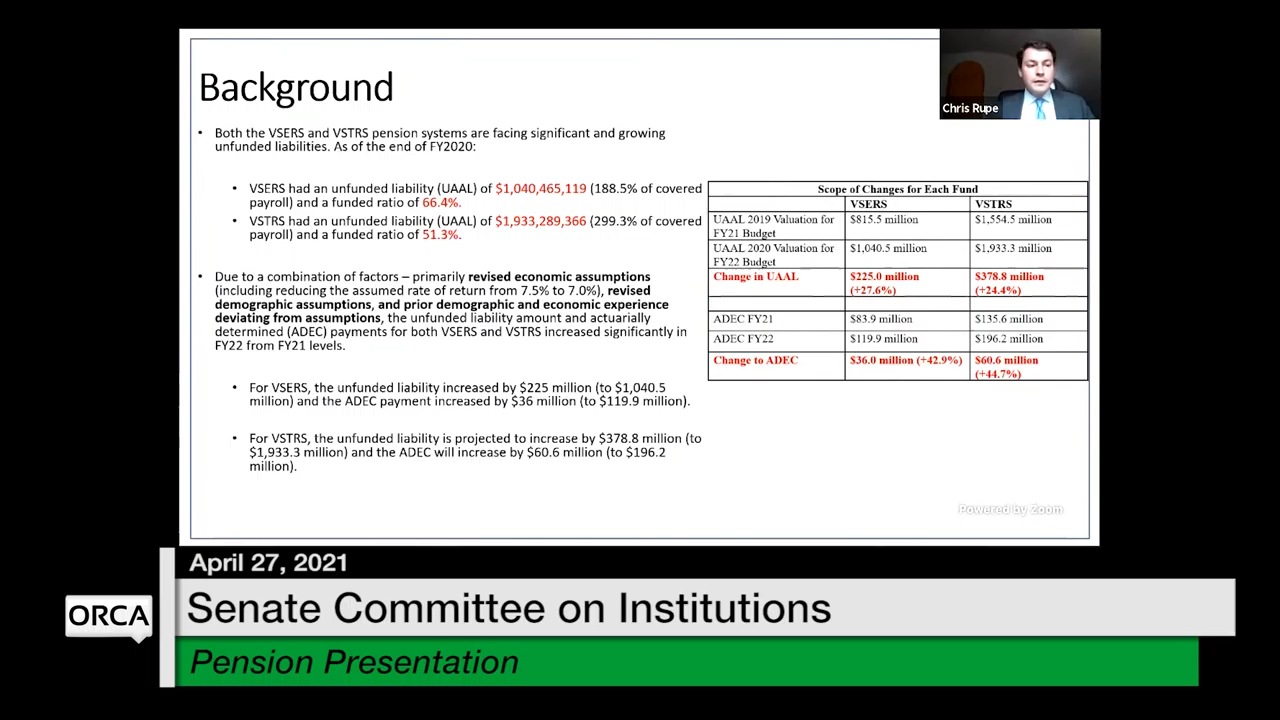 Background
Chris Rupe
• Both the VSERS and VSTRS pension systems are facing significant and growing
unfunded liabilities. As of the end of FY2020:
• VSERS had an unfunded liability (UAAL) of $1,040,465,119 (188.5% of covered
payroll) and a funded ratio of 66.4%.
• VSTRS had an unfunded liability (UAAL) of $1,933,289,366 (299.3% of covered
payroll) and a funded ratio of 51.3%.
• Due to a combination of factors – primarily revised economic assumptions
(including reducing the assumed rate of return from 7.5% to 7.0%), revised
demographic assumptions, and prior demographic and economic experience
deviating from assumptions, the unfunded liability amount and actuarially
determined (ADEC) payments for both VSERS and VSTRS increased significantly in
FY22 from FY21 levels.
• For VSERS, the unfunded liability increased by $225 million (to $1,040.5
million) and the ADEC payment increased by $36 million (to $119.9 million).
• For VSTRS, the unfunded liability is projected to increase by $378.8 million (to
$1,933.3 million) and the ADEC will increase by $60.6 million (to $196.2
million).
Scope of Changes for Each Fund
VSERS VSTRS
UAAL 2019 Valuation for $815.5 million $1,554.5 million
FY21 Budget
UAAL 2020 Valuation for $1,040.5 million $1,933.3 million
FY22 Budget
Change in UAAL $225.0 million $378.8 million
(+27.6%) (+24.4%)
ADEC FY21 $83.9 million $135.6 million
ADEC FY22 $119.9 million $196.2 million
Change to ADEC $36.0 million (+42.9%) $60.6 million
(+44.7%)
Powered by Zoom
April 27, 2021
ORCA
Senate Committee on Institutions
Pension Presentation